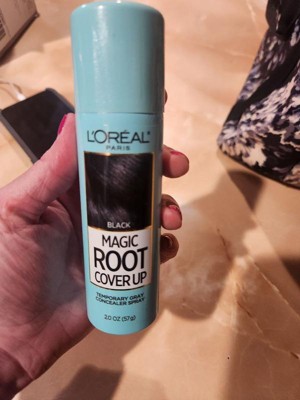 L'ORÉAL
PARIS
BLACK
MAGIC
ROOT
COVER UP
TEMPORARY GRAY
CONCEALER SPRAY
2.0 OZ (57g)